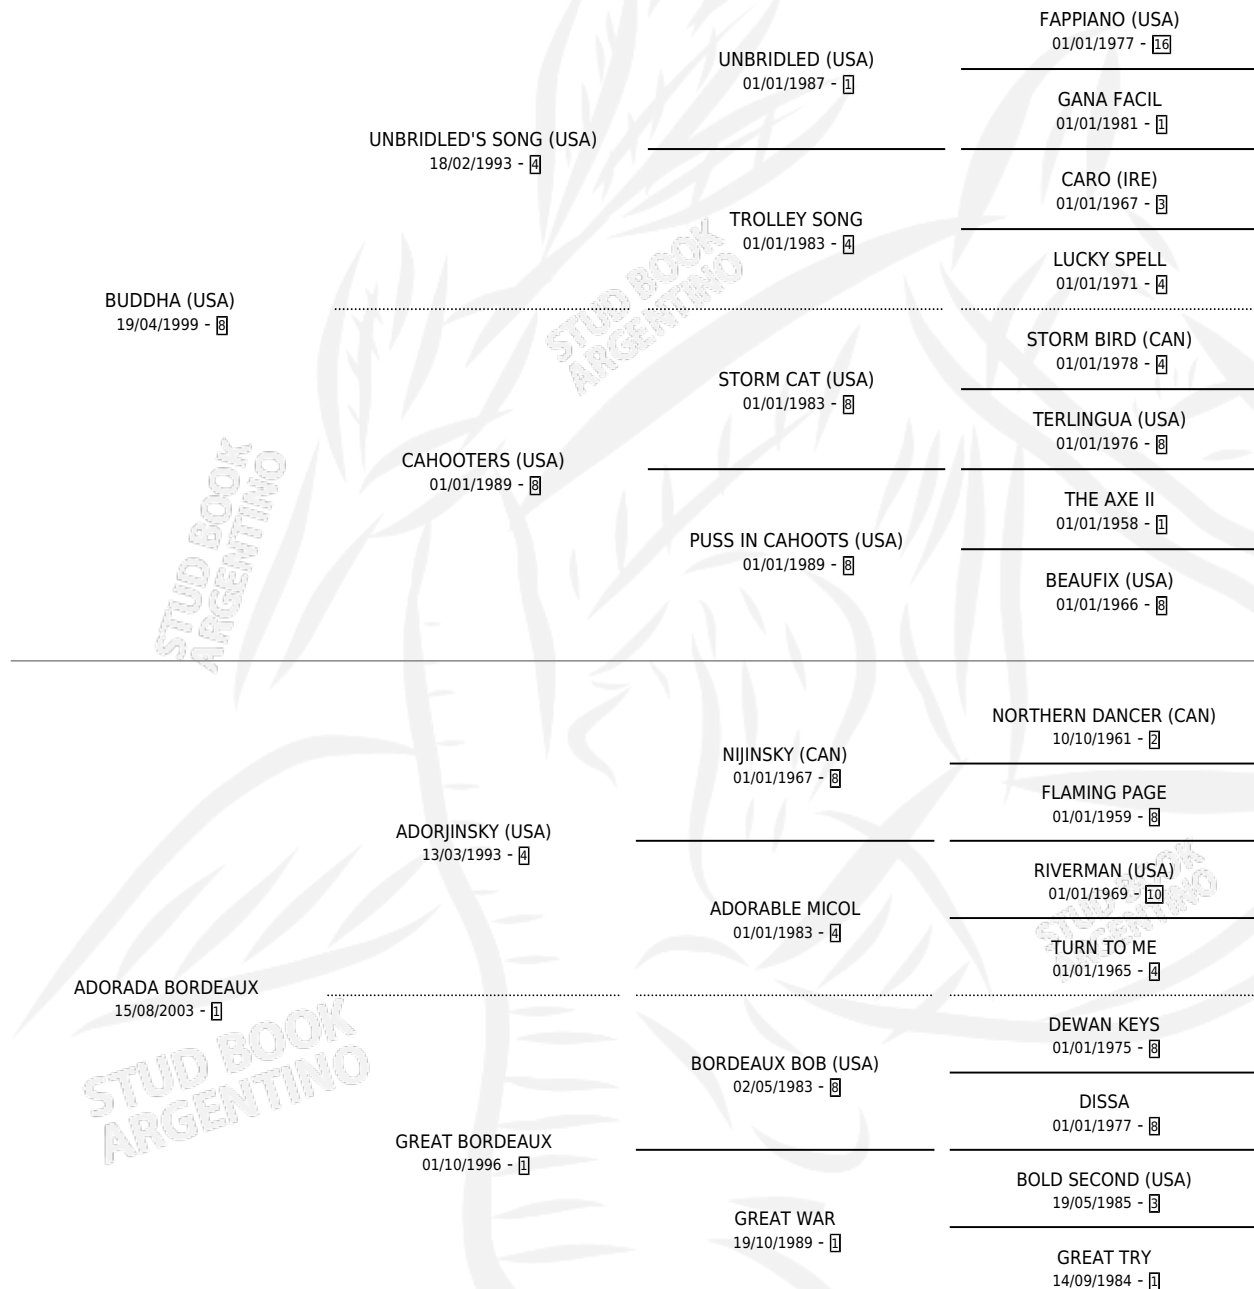 FAPPIANO (USA)
01/01/1977 - 16
UNBRIDLED (USA)
01/01/1987 - 1
GANA FACIL
01/01/1981 - 1
UNBRIDLED'S SONG (USA)
18/02/1993 - 4
CARO (IRE)
01/01/1967 - 3
TROLLEY SONG
01/01/1983 - 4
LUCKY SPELL
01/01/1971 - 4
BUDDHA (USA)
19/04/1999 - 8
STORM BIRD (CAN)
01/01/1978 - 4
STORM CAT (USA)
01/01/1983 - 8
TERLINGUA (USA)
01/01/1976 - 8
CAHOOTERS (USA)
01/01/1989 - 8
THE AXE II
01/01/1958 - 1
PUSS IN CAHOOTS (USA)
01/01/1989 - 8
BEAUFIX (USA)
01/01/1966 - 8
STUD BOOK
ARGENTINO
STUD BOOK
ARGENTINO
NORTHERN DANCER (CAN)
10/10/1961 - 2
NIJINSKY (CAN)
01/01/1967 - 8
FLAMING PAGE
01/01/1959 - 8
ADORJINSKY (USA)
13/03/1993 - 4
RIVERMAN (USA)
01/01/1969 - 10
ADORABLE MICOL
01/01/1983 - 4
TURN TO ME
01/01/1965 - 4
ADORADA BORDEAUX
15/08/2003 - 1
DEWAN KEYS
01/01/1975 - 8
BORDEAUX BOB (USA)
02/05/1983 - 8
DISSA
01/01/1977 - 8
GREAT BORDEAUX
01/10/1996 - 1
BOLD SECOND (USA)
19/05/1985 - 3
GREAT WAR
19/10/1989 - 1
GREAT TRY
14/09/1984 - 1
STUD BOOK
ARGENTINO
STUD BOOK
ARGENTINO